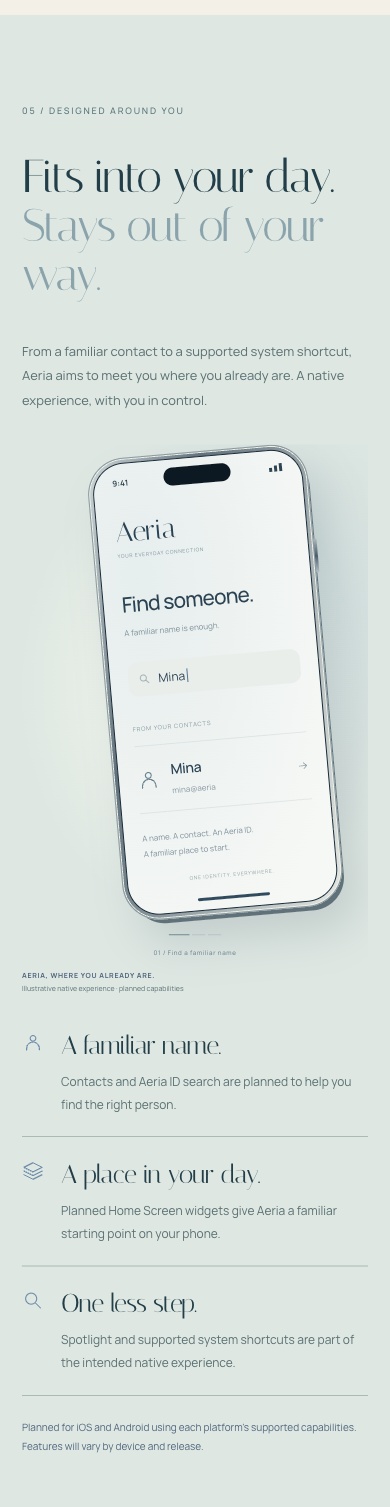 05 / DESIGNED AROUND YOU
Fits into your day.
Stays out of your
way.
From a familiar contact to a supported system shortcut,
Aeria aims to meet you where you already are. A native
experience, with you in control.
9:41
Aeria
YOUR EVERYDAY CONNECTION
Find someone.
A familiar name is enough.
Mina
FROM YOUR CONTACTS
Mina
mina@aeria
A name. A contact. An Aeria ID.
A familiar place to start.
ONE IDENTITY. EVERYWHERE.
01 / Find a familiar name
AERIA, WHERE YOU ALREADY ARE.
Illustrative native experience · planned capabilities
A familiar name.
Contacts and Aeria ID search are planned to help you
find the right person.
A place in your day.
Planned Home Screen widgets give Aeria a familiar
starting point on your phone.
One less step.
Spotlight and supported system shortcuts are part of
the intended native experience.
Planned for iOS and Android using each platform's supported capabilities.
Features will vary by device and release.